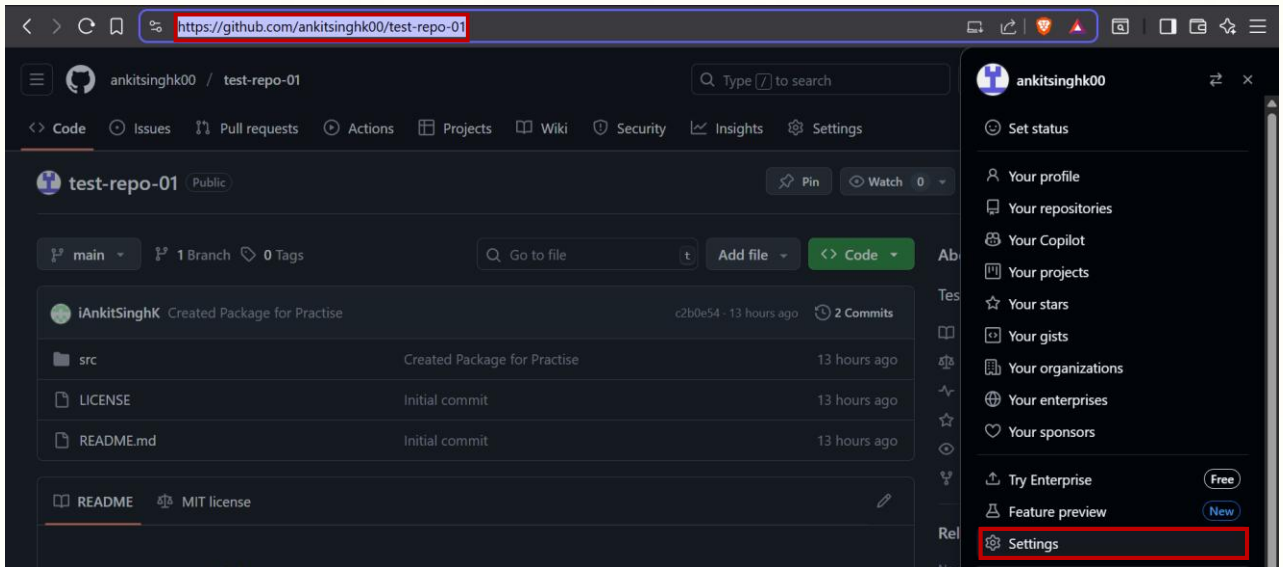 https://github.com/ankitsinghk00/test-repo-01
ankitsinghk00 / test-repo-01
Type / to search
Code Issues Pull requests Actions Projects Wiki Security Insights Settings
test-repo-01 Public
Pin Watch 0
main 1 Branch 0 Tags
Go to file t Add file Code
iAnkitSinghK Created Package for Practise c2b0e54 · 13 hours ago 2 Commits
src Created Package for Practise 13 hours ago
LICENSE Initial commit 13 hours ago
README.md Initial commit 13 hours ago
README MIT license
ankitsinghk00
Set status
Your profile
Your repositories
Your Copilot
Your projects
Your stars
Your gists
Your organizations
Your enterprises
Your sponsors
Try Enterprise Free
Feature preview New
Settings